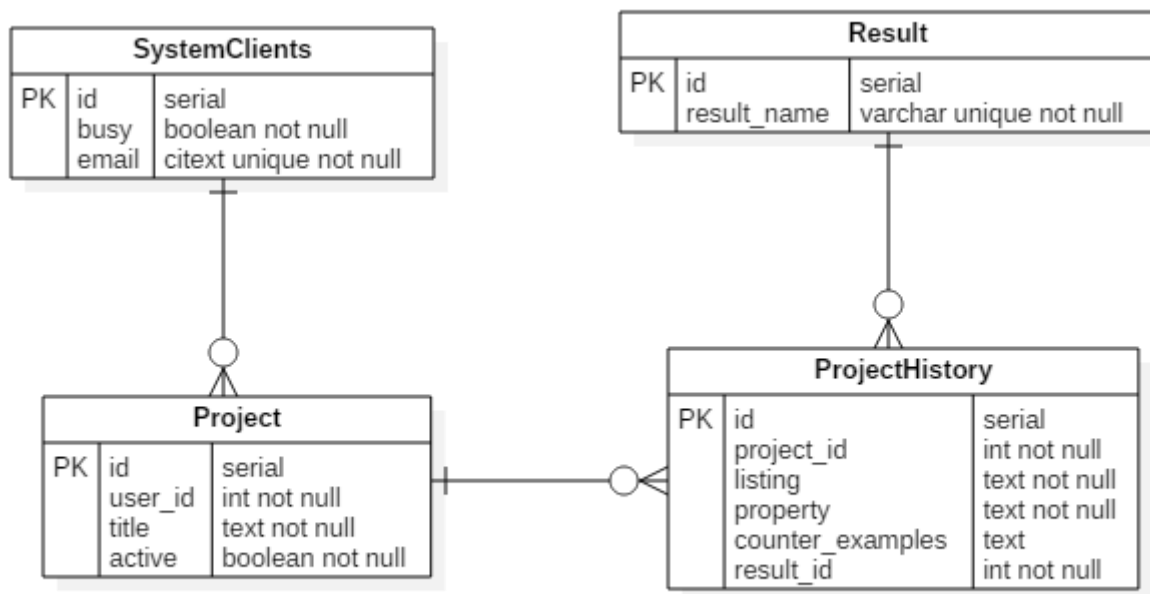 SystemClients
PK id serial
busy boolean not null
email citext unique not null
Result
PK id serial
result_name varchar unique not null
Project
PK id serial
user_id int not null
title text not null
active boolean not null
ProjectHistory
PK id serial
project_id int not null
listing text not null
property text not null
counter_examples text
result_id int not null